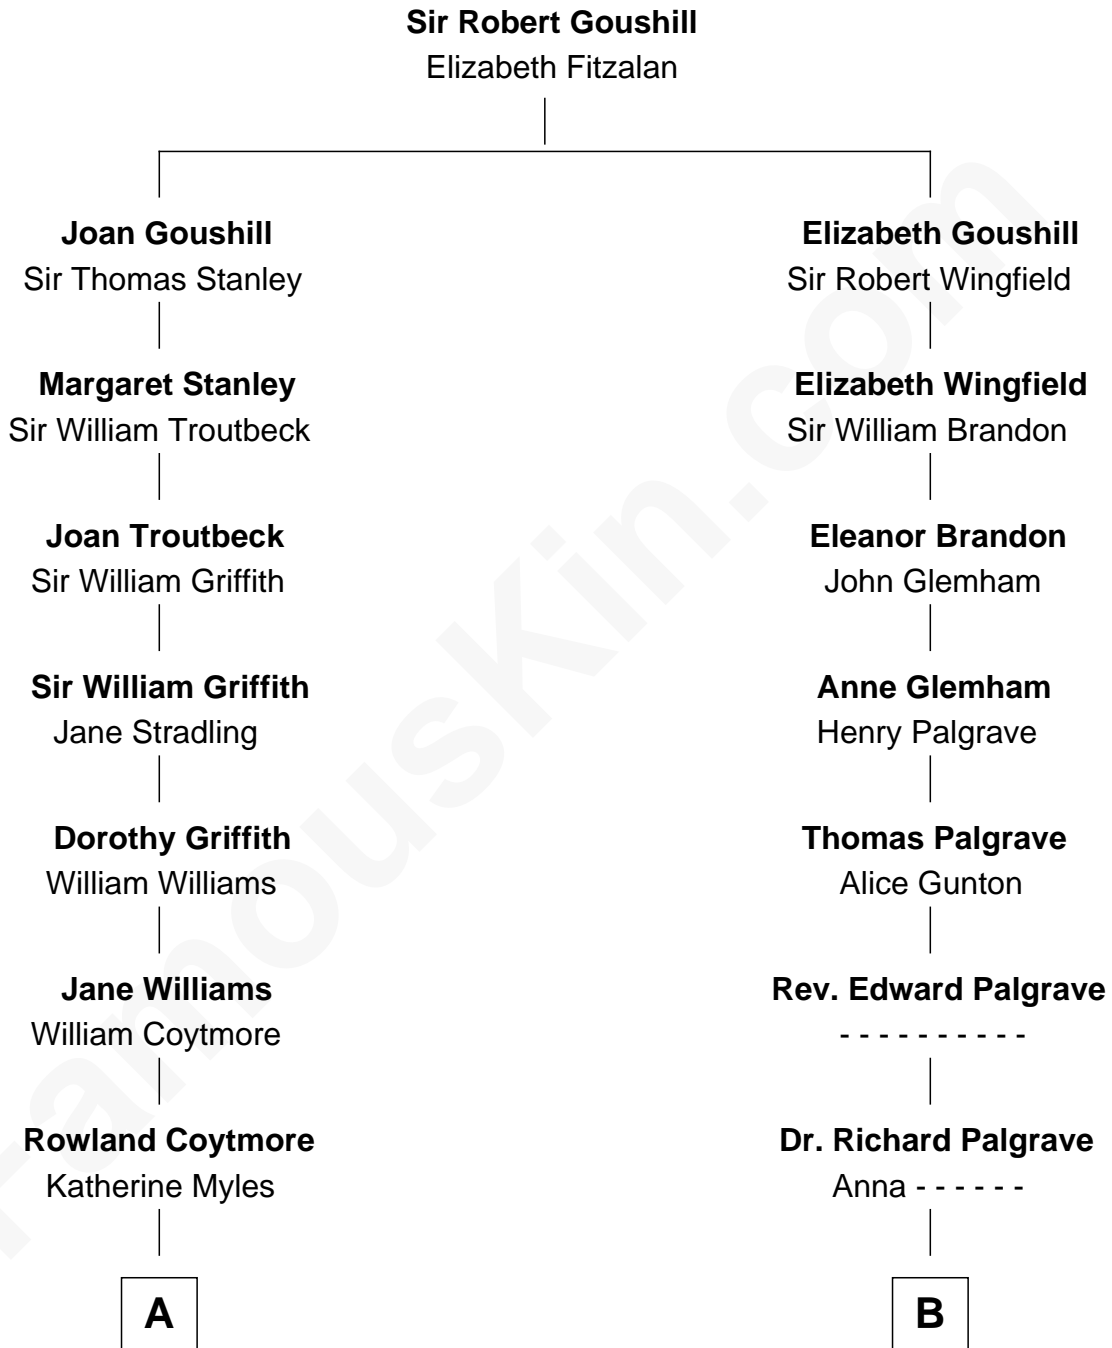 Sir Robert Goushill
Elizabeth Fitzalan
Joan Goushill
Sir Thomas Stanley
Elizabeth Goushill
Sir Robert Wingfield
Margaret Stanley
Sir William Troutbeck
Elizabeth Wingfield
Sir William Brandon
Joan Troutbeck
Sir William Griffith
Eleanor Brandon
John Glemham
Sir William Griffith
Jane Stradling
Anne Glemham
Henry Palgrave
Dorothy Griffith
William Williams
Thomas Palgrave
Alice Gunton
Jane Williams
William Coytmore
Rev. Edward Palgrave
- - - - - - - - - -
Rowland Coytmore
Katherine Myles
Dr. Richard Palgrave
Anna - - - - - -
A
B
FamousKin.com